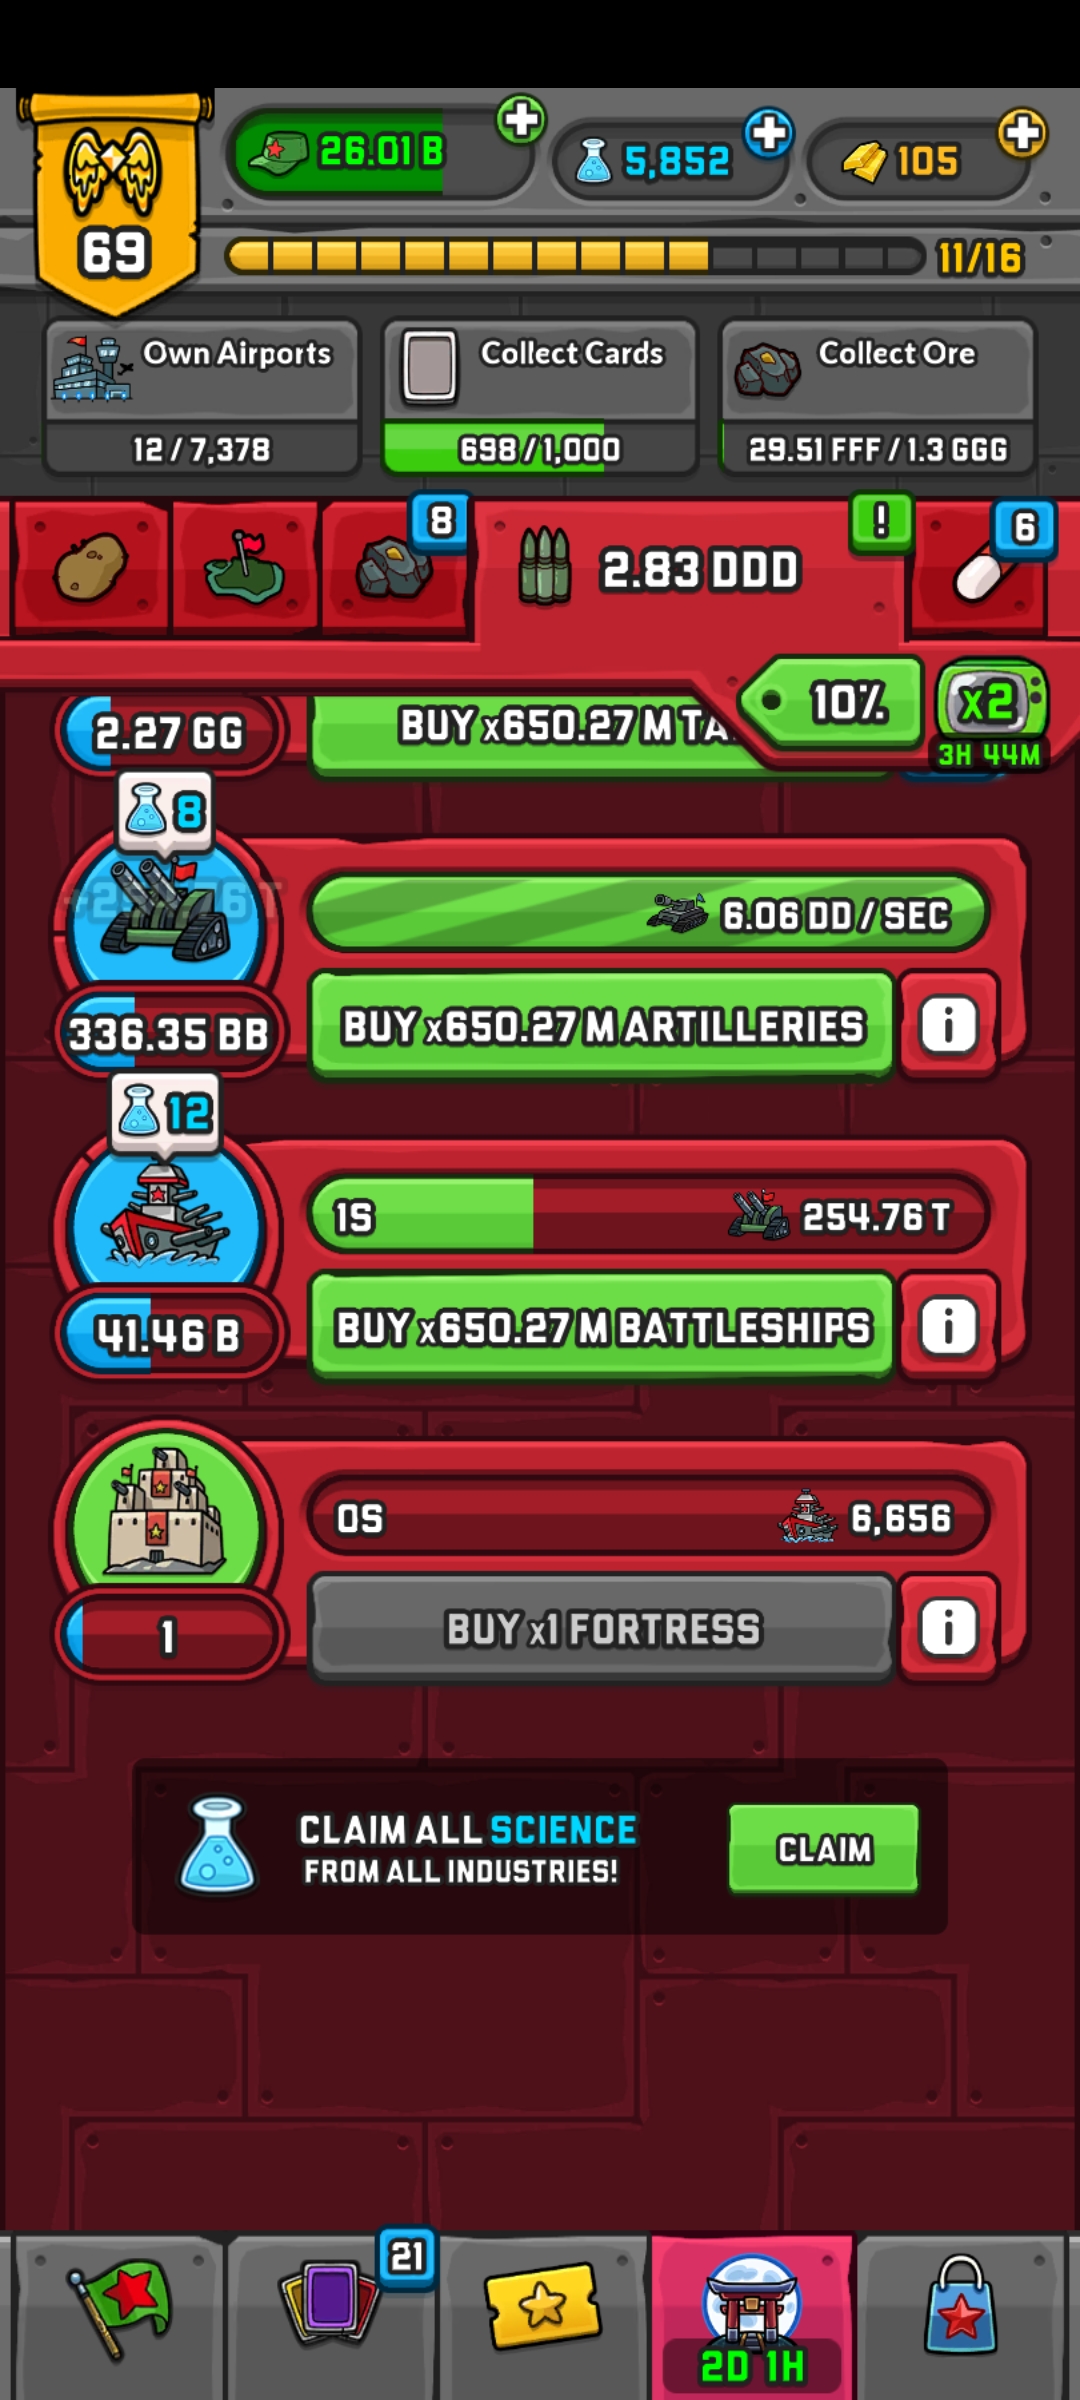 69
26.01 B
5,852
105
11/16
Own Airports
12 / 7,378
Collect Cards
698 / 1,000
Collect Ore
29.51 FFF / 1.3 GGG
8
2.83 DDD
!
6
10%
x2
3H 44M
2.27 GG
BUY x650.27 M
8
6.06 DD / SEC
336.35 BB
BUY x650.27 M ARTILLERIES
i
12
1S
254.76 T
41.46 B
BUY x650.27 M BATTLESHIPS
i
0S
6,656
1
BUY x1 FORTRESS
i
CLAIM ALL SCIENCE
FROM ALL INDUSTRIES!
CLAIM
21
2D 1H